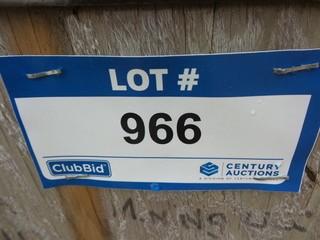 LOT #
966
ClubBid
CENTURY
AUCTIONS